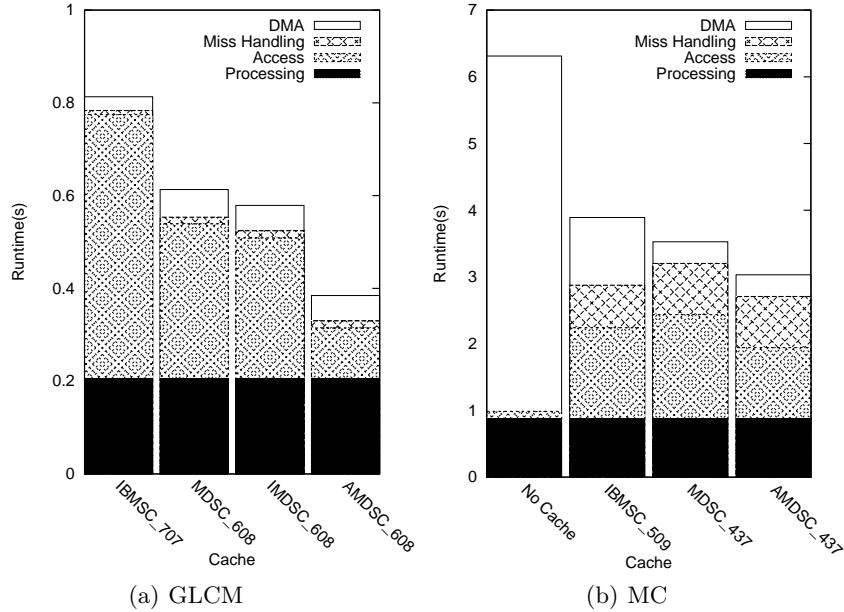 1
0.8
0.6
0.4
0.2
0
Runtime(s)
DMA
Miss Handling
Access
Processing
IBMSC_707
MDSC_608
IMDSC_608
AMDSC_608
Cache
(a) GLCM
7
6
5
4
3
2
1
0
Runtime(s)
DMA
Miss Handling
Access
Processing
No Cache
IBMSC_509
MDSC_437
AMDSC_437
Cache
(b) MC